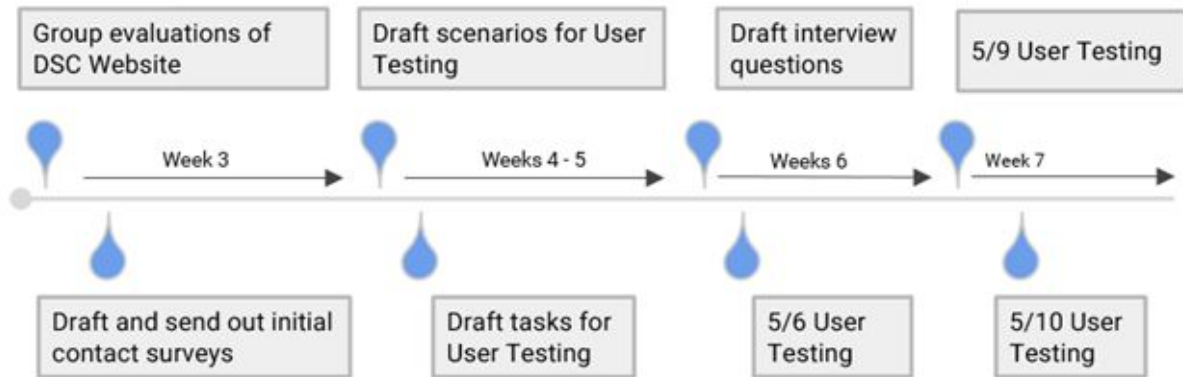 Group evaluations of
DSC Website
Draft scenarios for User
Testing
Draft interview
questions
5/9 User Testing
Week 3
Weeks 4 - 5
Weeks 6
Week 7
Draft and send out initial
contact surveys
Draft tasks for
User Testing
5/6 User
Testing
5/10 User
Testing